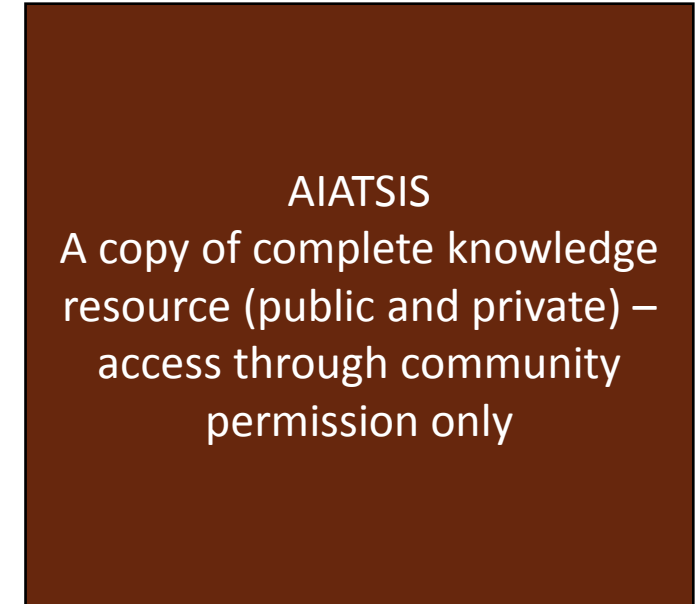 AIATSIS
A copy of complete knowledge
resource (public and private) –
access through community
permission only